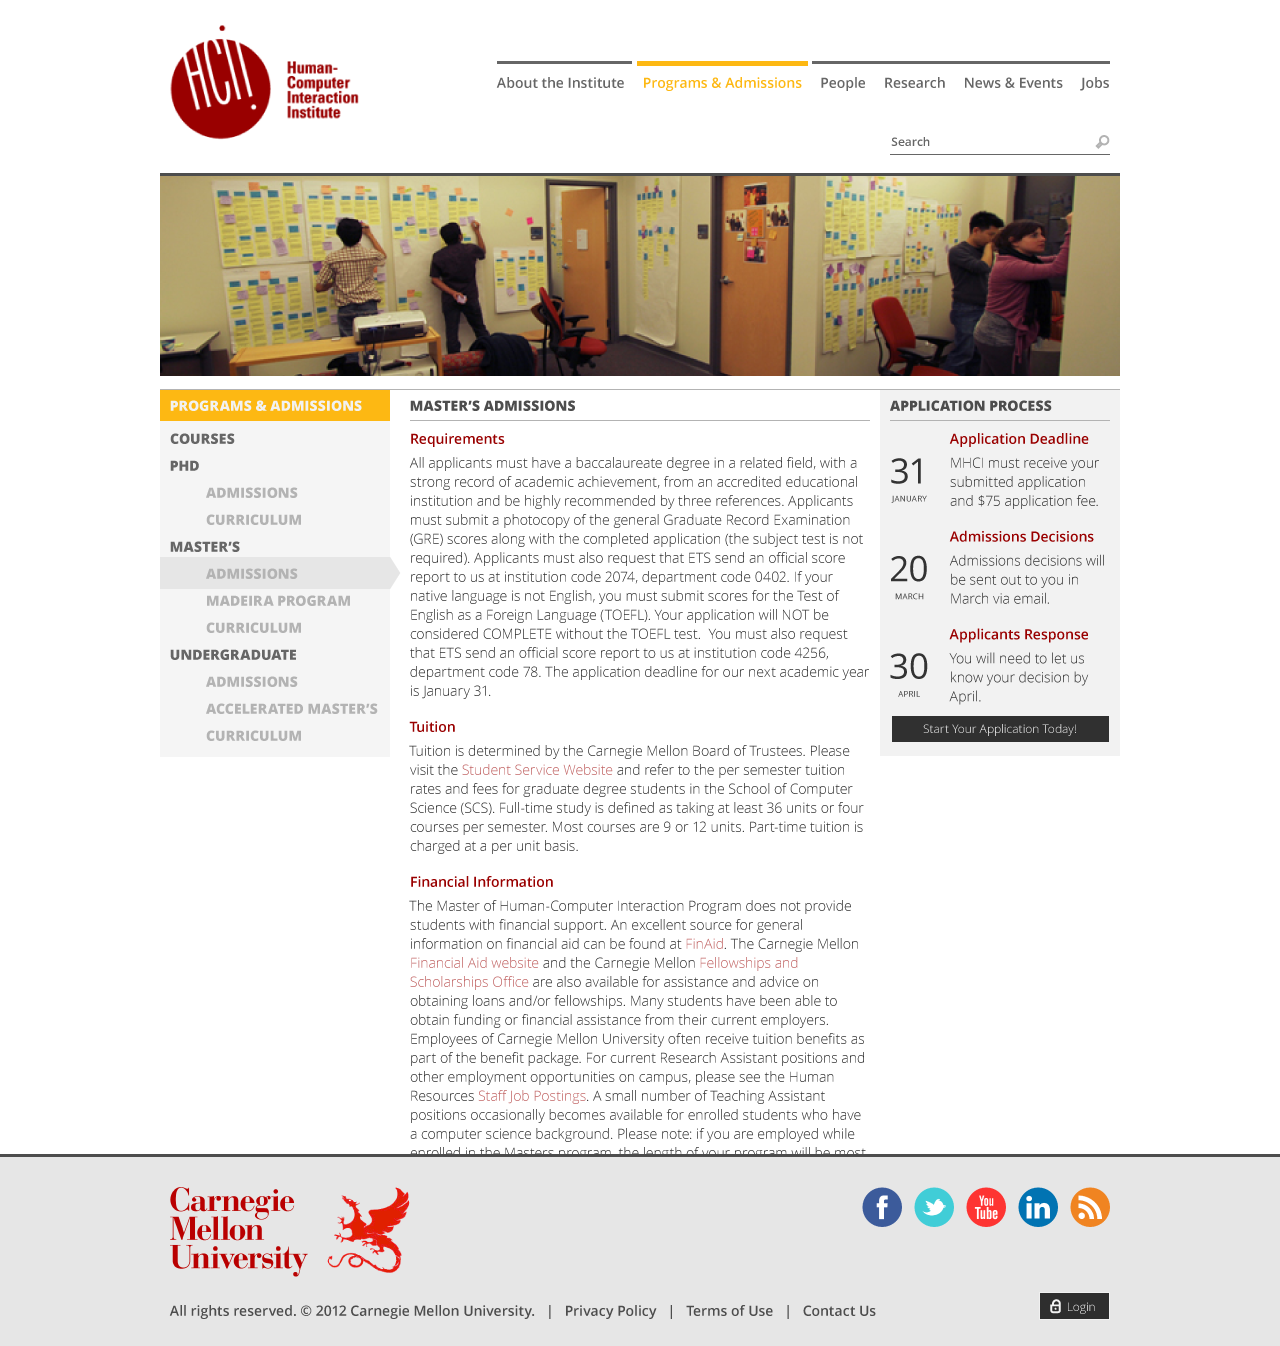 HCII!
Human-
Computer
Interaction
Institute
About the Institute Programs & Admissions People Research News & Events Jobs
Search
PROGRAMS & ADMISSIONS
COURSES
PHD
ADMISSIONS
CURRICULUM
MASTER’S
ADMISSIONS
MADEIRA PROGRAM
CURRICULUM
UNDERGRADUATE
ADMISSIONS
ACCELERATED MASTER’S
CURRICULUM
MASTER’S ADMISSIONS
Requirements
All applicants must have a baccalaureate degree in a related field, with a
strong record of academic achievement, from an accredited educational
institution and be highly recommended by three references. Applicants
must submit a photocopy of the general Graduate Record Examination
(GRE) scores along with the completed application (the subject test is not
required). Applicants must also request that ETS send an official score
report to us at institution code 2074, department code 0402. If your
native language is not English, you must submit scores for the Test of
English as a Foreign Language (TOEFL). Your application will NOT be
considered COMPLETE without the TOEFL test.  You must also request
that ETS send an official score report to us at institution code 4256,
department code 78. The application deadline for our next academic year
is January 31.
Tuition
Tuition is determined by the Carnegie Mellon Board of Trustees. Please
visit the Student Service Website and refer to the per semester tuition
rates and fees for graduate degree students in the School of Computer
Science (SCS). Full-time study is defined as taking at least 36 units or four
courses per semester. Most courses are 9 or 12 units. Part-time tuition is
charged at a per unit basis.
Financial Information
The Master of Human-Computer Interaction Program does not provide
students with financial support. An excellent source for general
information on financial aid can be found at FinAid. The Carnegie Mellon
Financial Aid website and the Carnegie Mellon Fellowships and
Scholarships Office are also available for assistance and advice on
obtaining loans and/or fellowships. Many students have been able to
obtain funding or financial assistance from their current employers.
Employees of Carnegie Mellon University often receive tuition benefits as
part of the benefit package. For current Research Assistant positions and
other employment opportunities on campus, please see the Human
Resources Staff Job Postings. A small number of Teaching Assistant
positions occasionally becomes available for enrolled students who have
a computer science background. Please note: if you are employed while
enrolled in the Masters program, the length of your program will be most
APPLICATION PROCESS
Application Deadline
31
JANUARY
MHCI must receive your
submitted application
and $75 application fee.
Admissions Decisions
20
MARCH
Admissions decisions will
be sent out to you in
March via email.
Applicants Response
30
APRIL
You will need to let us
know your decision by
April.
Start Your Application Today!
Carnegie
Mellon
University
f
You
Tube
in
All rights reserved. © 2012 Carnegie Mellon University. | Privacy Policy | Terms of Use | Contact Us
Login